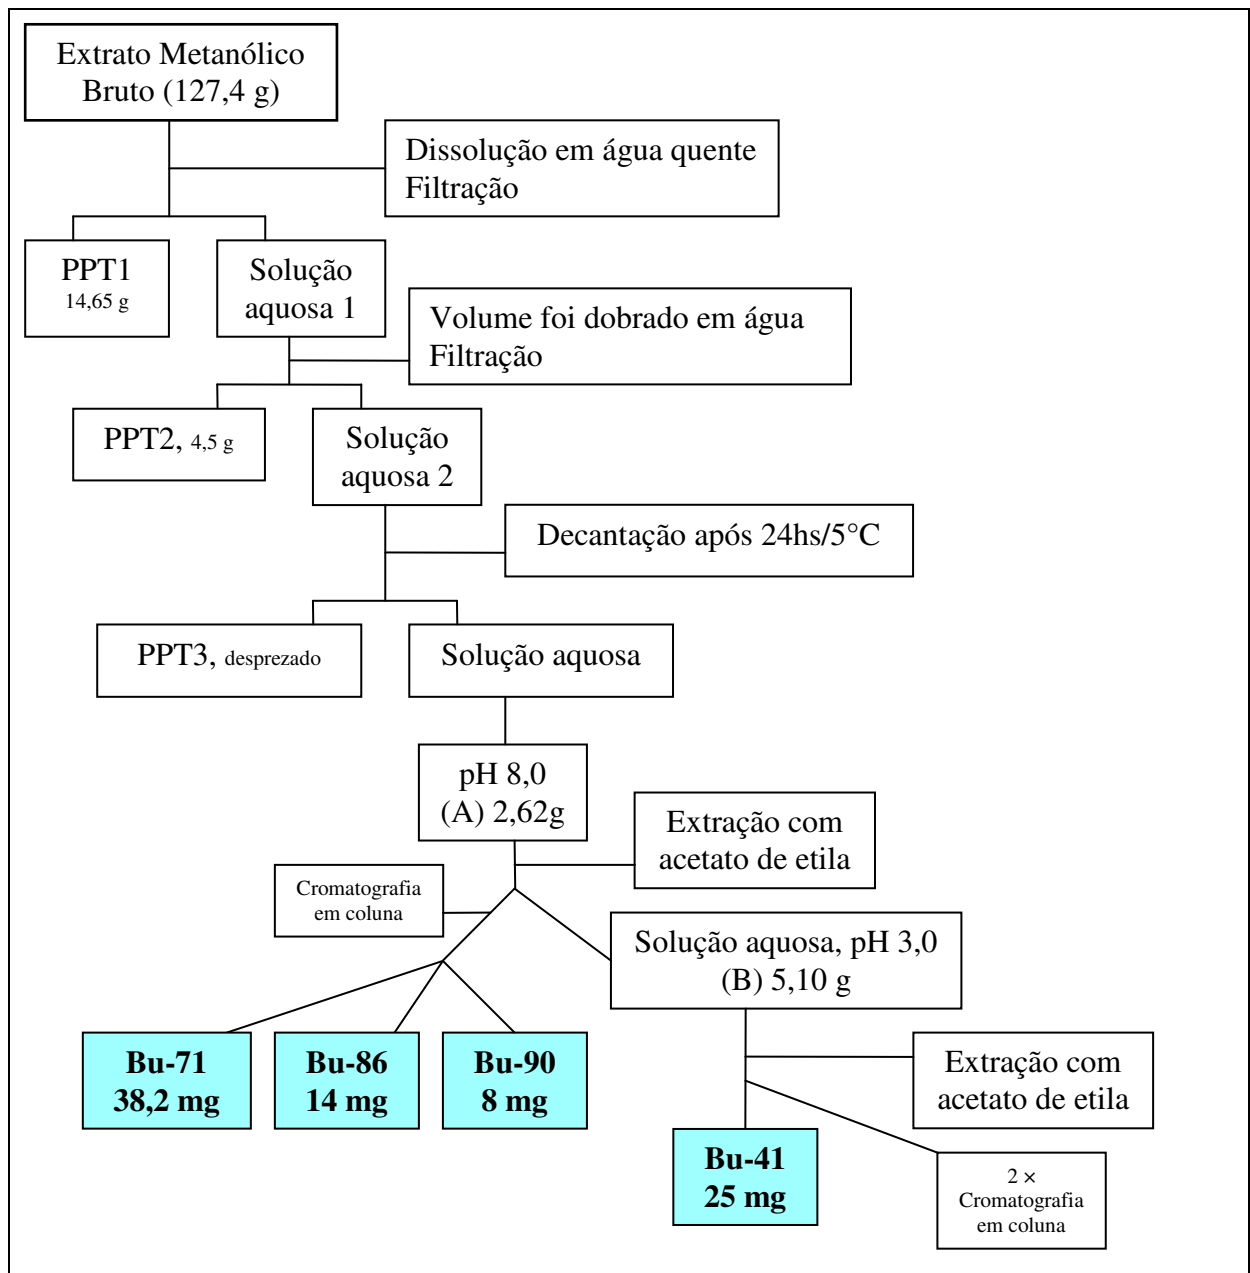 Extrato Metanólico
Bruto (127,4 g)
Dissolução em água quente
Filtração
PPT1
14,65 g
Solução
aquosa 1
Volume foi dobrado em água
Filtração
PPT2, 4,5 g
Solução
aquosa 2
Decantação após 24hs/5°C
PPT3, desprezado
Solução aquosa
pH 8,0
(A) 2,62g
Extração com
acetato de etila
Cromatografia
em coluna
Solução aquosa, pH 3,0
(B) 5,10 g
Bu-71
38,2 mg
Bu-86
14 mg
Bu-90
8 mg
Extração com
acetato de etila
Bu-41
25 mg
2 ×
Cromatografia
em coluna